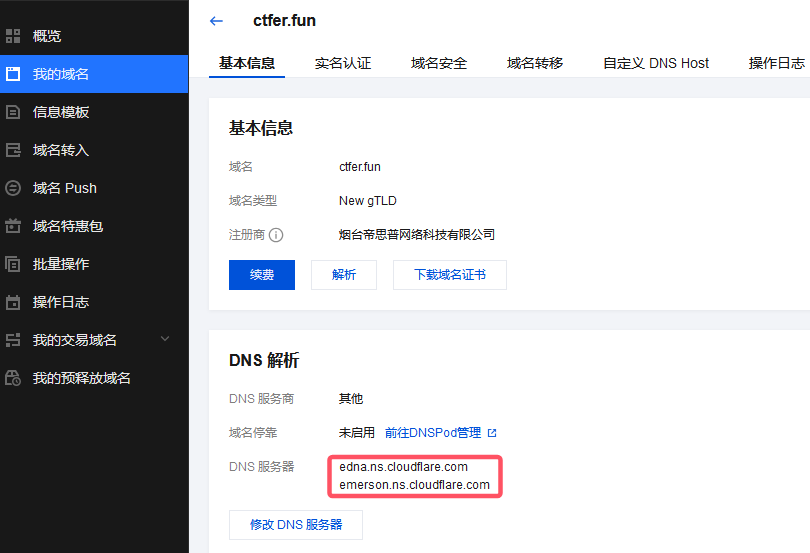 概览
我的域名
信息模板
域名转入
域名 Push
域名特惠包
批量操作
操作日志
我的交易域名
我的预释放域名
ctfer.fun
基本信息 实名认证 域名安全 域名转移 自定义 DNS Host 操作日志
基本信息
域名 ctfer.fun
域名类型 New gTLD
注册商 烟台帝思普网络科技有限公司
续费 解析 下载域名证书
DNS 解析
DNS 服务商 其他
域名停靠 未启用 前往DNSPod管理
DNS 服务器 edna.ns.cloudflare.com
emerson.ns.cloudflare.com
修改 DNS 服务器